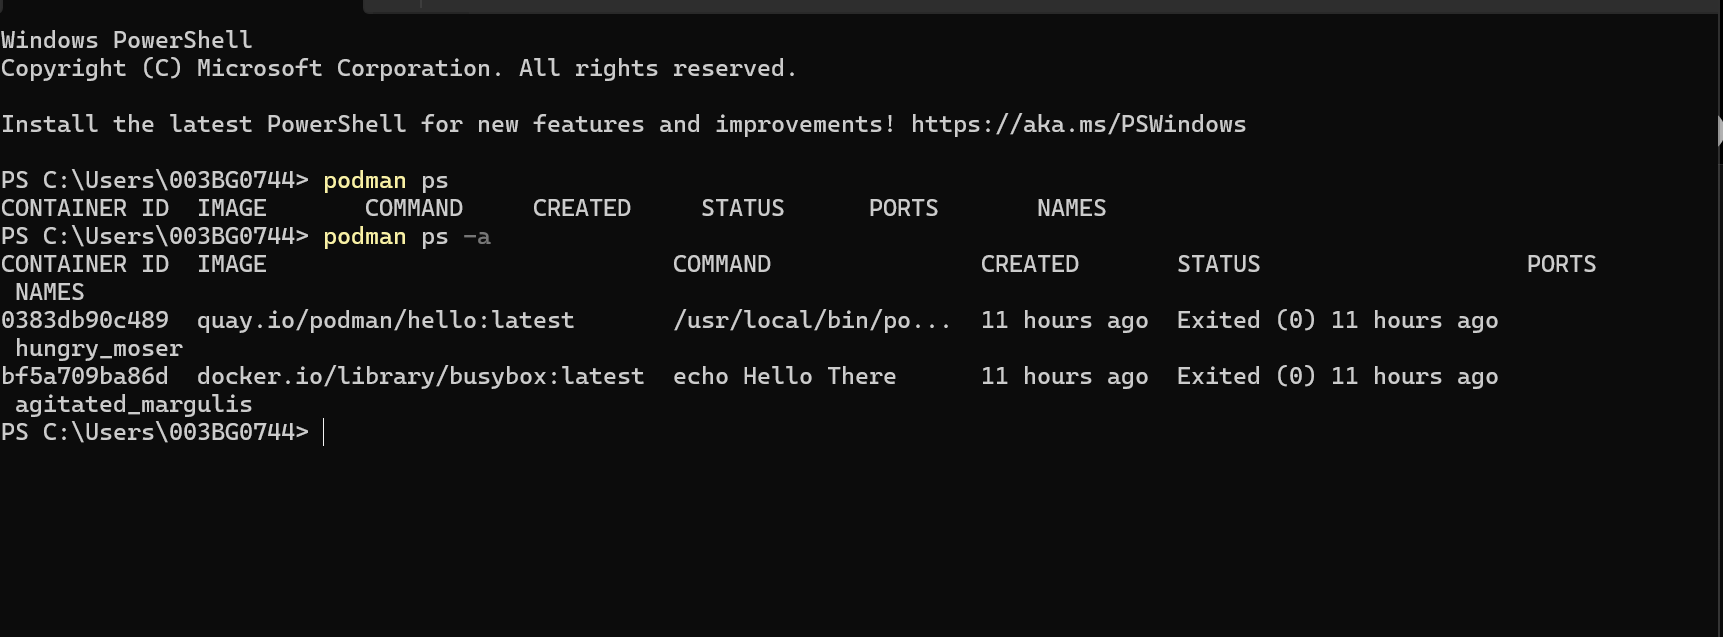 Windows PowerShell
Copyright (C) Microsoft Corporation. All rights reserved.
Install the latest PowerShell for new features and improvements! https://aka.ms/PSWindows
PS C:\Users\003BG0744> podman ps
CONTAINER ID  IMAGE       COMMAND     CREATED     STATUS      PORTS       NAMES
PS C:\Users\003BG0744> podman ps -a
CONTAINER ID  IMAGE                             COMMAND               CREATED       STATUS                   PORTS
 NAMES
0383db90c489  quay.io/podman/hello:latest       /usr/local/bin/po...  11 hours ago  Exited (0) 11 hours ago
 hungry_moser
bf5a709ba86d  docker.io/library/busybox:latest  echo Hello There      11 hours ago  Exited (0) 11 hours ago
 agitated_margulis
PS C:\Users\003BG0744>